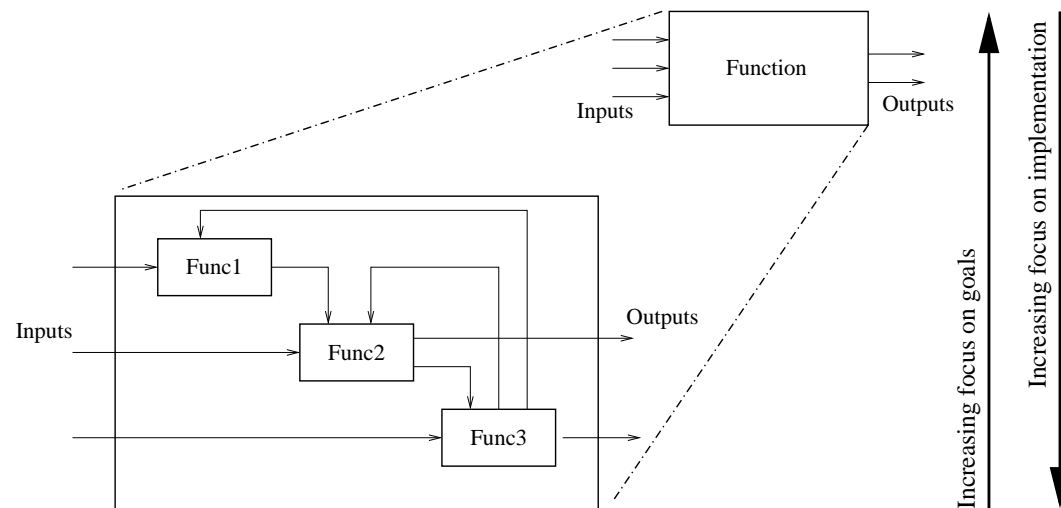 Function
Inputs
Outputs
Func1
Inputs
Func2
Outputs
Func3
Increasing focus on goals
Increasing focus on implementation